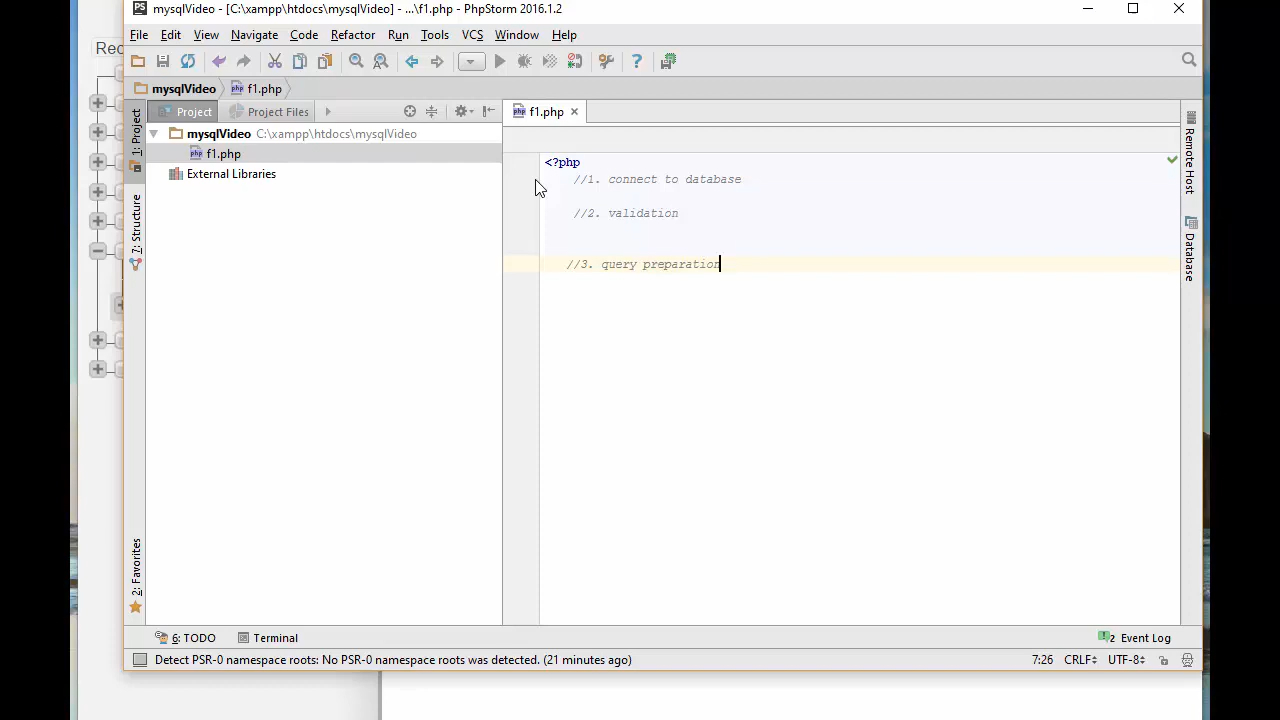 mysqlVideo - [C:\xampp\htdocs\mysqlVideo] - ...\f1.php - PhpStorm 2016.1.2
File Edit View Navigate Code Refactor Run Tools VCS Window Help
mysqlVideo f1.php
Project Project Files f1.php
mysqlVideo C:\xampp\htdocs\mysqlVideo
f1.php
External Libraries
<?php
//1. connect to database
//2. validation
//3. query preparation
1: Project
7: Structure
2: Favorites
Remote Host
Database
6: TODO Terminal 2 Event Log
Detect PSR-0 namespace roots: No PSR-0 namespace roots was detected. (21 minutes ago) 7:26 CRLF UTF-8